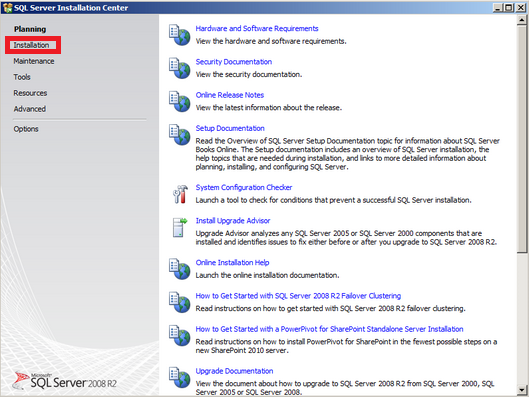 SQL Server Installation Center
Planning
Installation
Maintenance
Tools
Resources
Advanced
Options
Hardware and Software Requirements
View the hardware and software requirements.
Security Documentation
View the security documentation.
Online Release Notes
View the latest information about the release.
Setup Documentation
Read the Overview of SQL Server Setup Documentation topic for information about SQL Server
Books Online. The Setup documentation includes an overview of SQL Server installation, the
help topics that are needed during installation, and links to more detailed information about
planning, installing, and configuring SQL Server.
System Configuration Checker
Launch a tool to check for conditions that prevent a successful SQL Server installation.
Install Upgrade Advisor
Upgrade Advisor analyzes any SQL Server 2005 or SQL Server 2000 components that are
installed and identifies issues to fix either before or after you upgrade to SQL Server 2008 R2.
Online Installation Help
Launch the online installation documentation.
How to Get Started with SQL Server 2008 R2 Failover Clustering
Read instructions on how to get started with SQL Server 2008 R2 failover clustering.
How to Get Started with a PowerPivot for SharePoint Standalone Server Installation
Read instructions on how to install PowerPivot for SharePoint in the fewest possible steps on a
new SharePoint 2010 server.
Upgrade Documentation
View the document about how to upgrade to SQL Server 2008 R2 from SQL Server 2000, SQL
Server 2005 or SQL Server 2008.
Microsoft
SQL Server 2008 R2